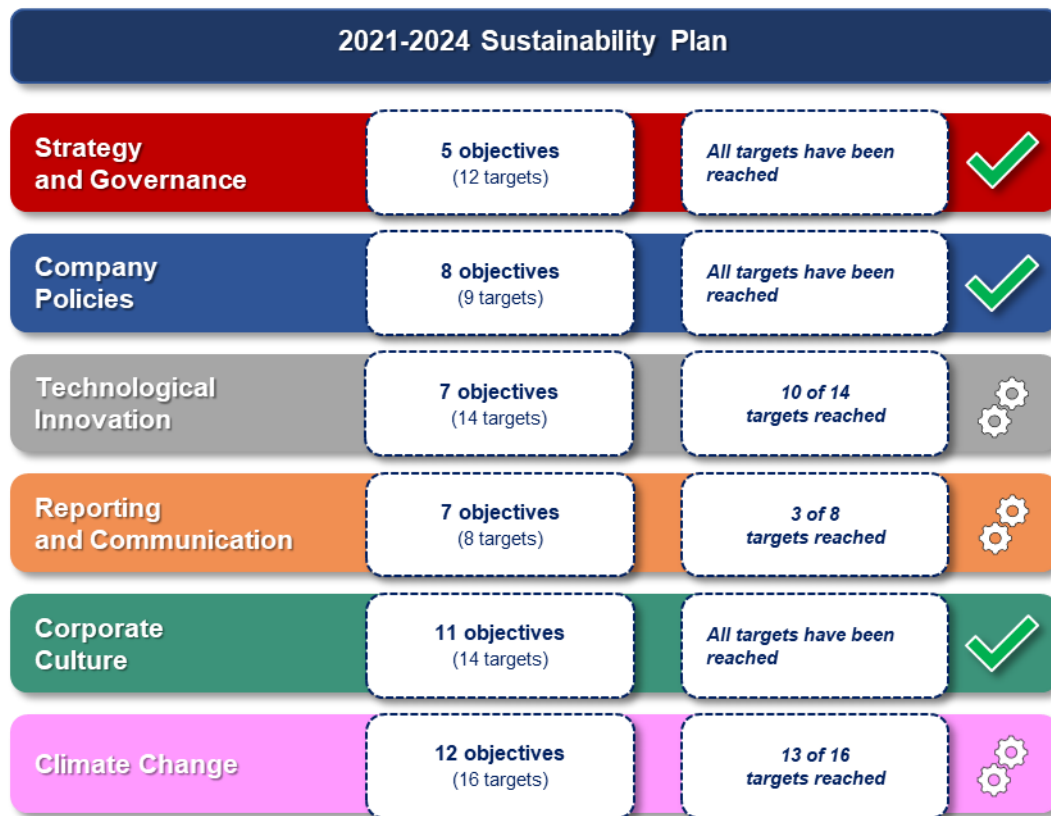 2021-2024 Sustainability Plan
Strategy
and Governance
5 objectives
(12 targets)
All targets have been
reached
Company
Policies
8 objectives
(9 targets)
All targets have been
reached
Technological
Innovation
7 objectives
(14 targets)
10 of 14
targets reached
Reporting
and Communication
7 objectives
(8 targets)
3 of 8
targets reached
Corporate
Culture
11 objectives
(14 targets)
All targets have been
reached
Climate Change
12 objectives
(16 targets)
13 of 16
targets reached